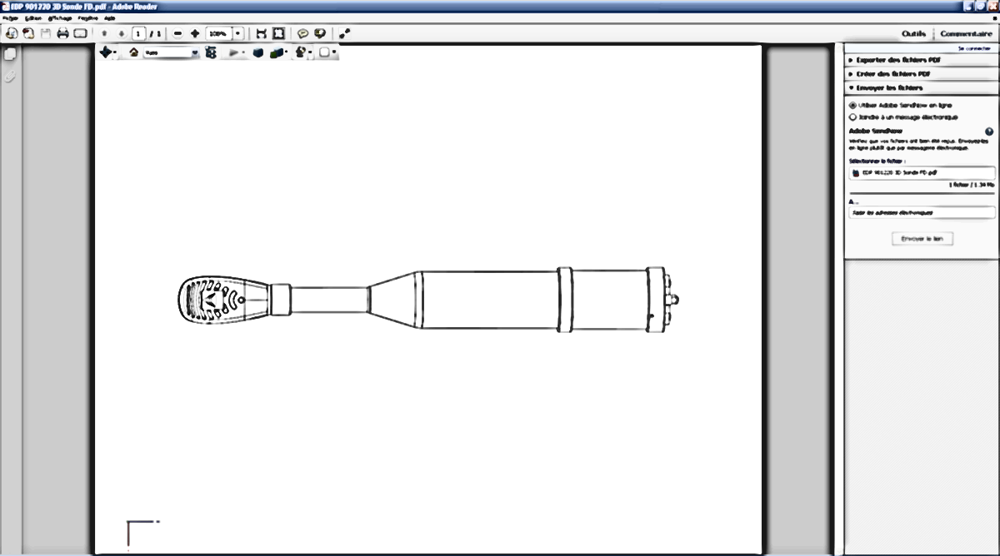 EDP 901220 3D Sonde FD.pdf - Adobe Reader
Fichier Edition Affichage Fenêtre Aide
1 / 1 100%
Outils Commentaire
Se connecter
Exporter des fichiers PDF
Créer des fichiers PDF
Envoyer les fichiers
Utiliser Adobe SendNow en ligne
Joindre à un message électronique
Adobe SendNow
Vérifiez que vos fichiers ont bien été reçus. Envoyez-les
en ligne plutôt que par messagerie électronique.
Sélectionner le fichier :
EDP 901220 3D Sonde FD.pdf
1 fichier / 1.34 Mo
A...
Saisir les adresses électroniques
Envoyer le lien